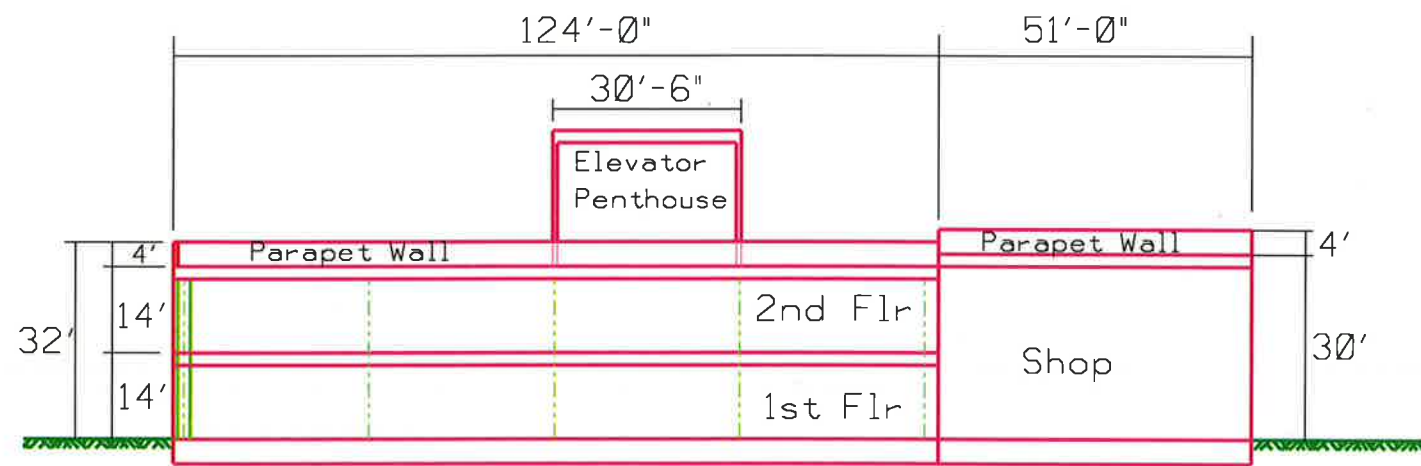 124'-0"
51'-0"
30'-6"
Elevator
Penthouse
Parapet Wall
Parapet Wall
4'
4'
14'
2nd Flr
32'
30'
Shop
14'
1st Flr